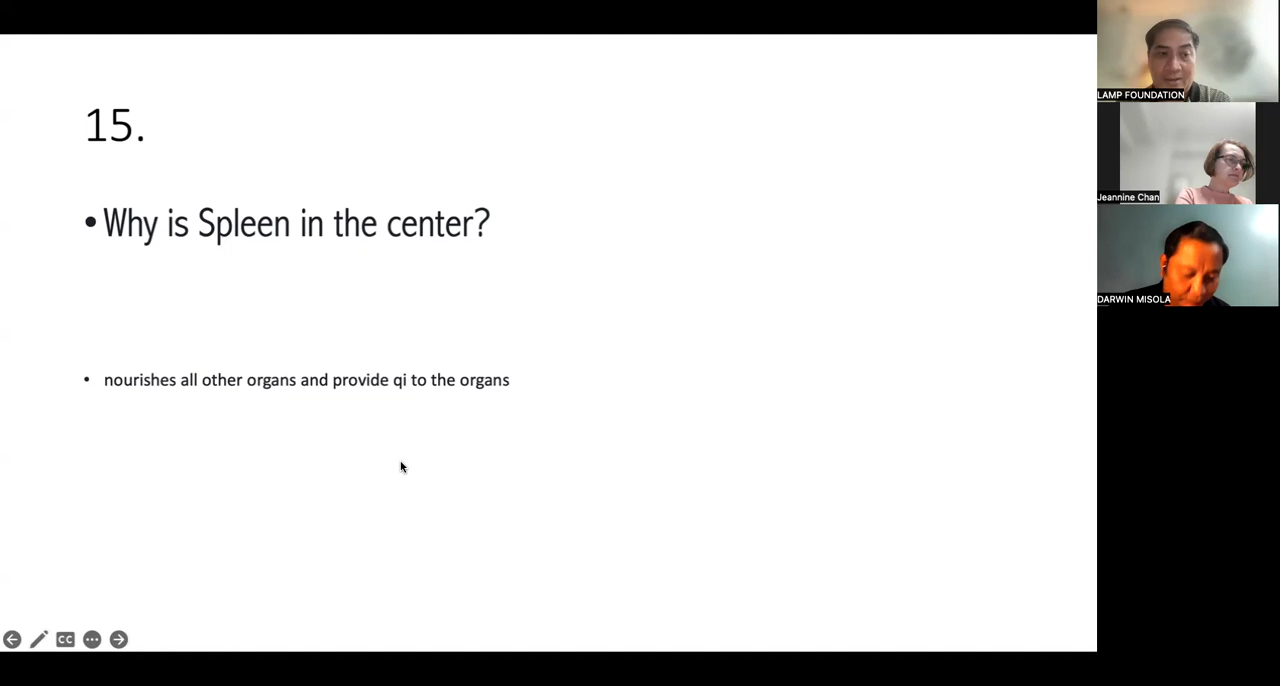 15.
• Why is Spleen in the center?
• nourishes all other organs and provide qi to the organs
LAMP FOUNDATION
Jeannine Chan
DARWIN MISOLA
CC